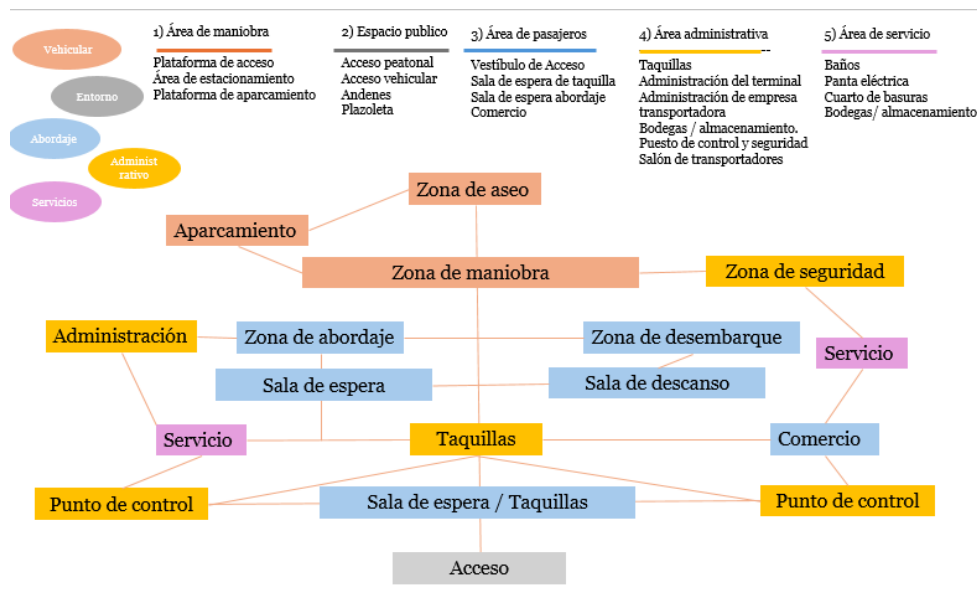 Vehicular
Entorno
Abordaje
Administ
rativo
Servicios
1) Área de maniobra
Plataforma de acceso
Área de estacionamiento
Plataforma de aparcamiento
2) Espacio publico
Acceso peatonal
Acceso vehicular
Andenes
Plazoleta
3) Área de pasajeros
Vestíbulo de Acceso
Sala de espera de taquilla
Sala de espera abordaje
Comercio
4) Área administrativa
Taquillas
Administración del terminal
Administración de empresa
transportadora
Bodegas / almacenamiento.
Puesto de control y seguridad
Salón de transportadores
5) Área de servicio
Baños
Panta eléctrica
Cuarto de basuras
Bodegas/ almacenamiento
Zona de aseo
Aparcamiento
Zona de maniobra
Zona de seguridad
Administración
Zona de abordaje
Zona de desembarque
Servicio
Sala de espera
Sala de descanso
Servicio
Taquillas
Comercio
Punto de control
Sala de espera / Taquillas
Punto de control
Acceso